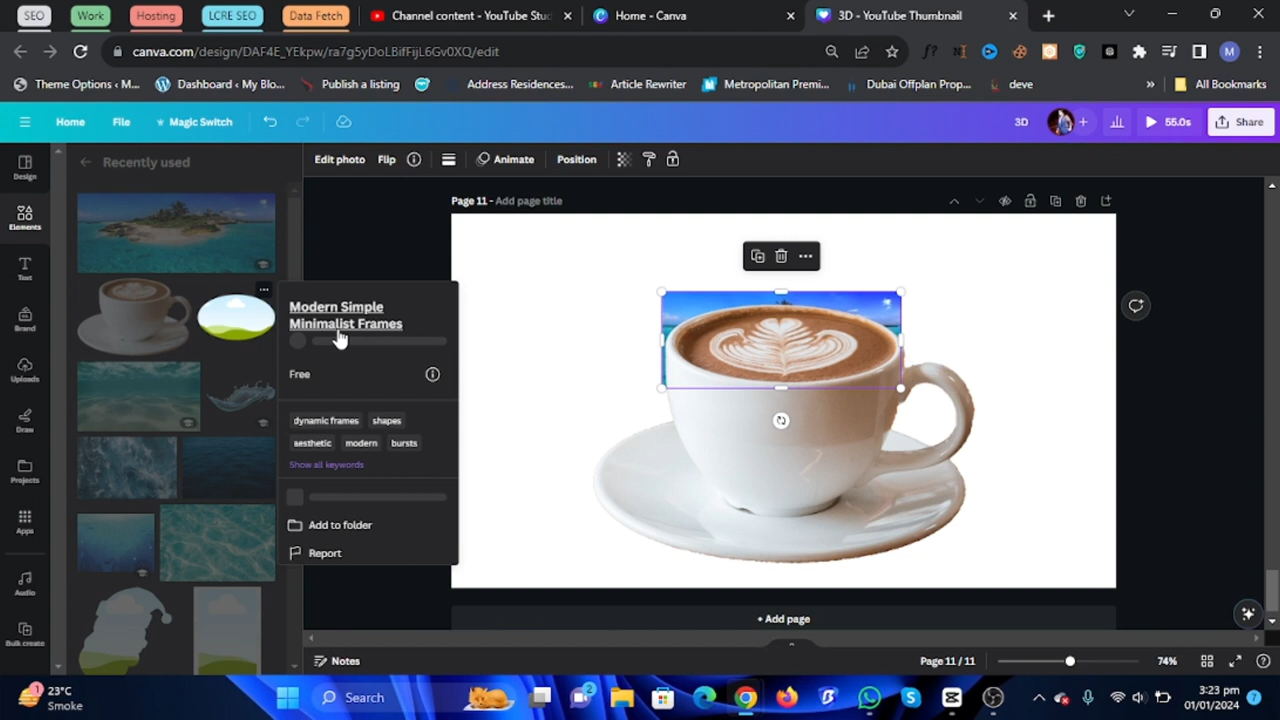 SEO
Work
Hosting
LCRE SEO
Data Fetch
Channel content - YouTube Stu
Home - Canva
3D - YouTube Thumbnail
canva.com/design/DAF4E_YEkpw/ra7g5yDoLBifFijL6Gv0XQ/edit
Theme Options ‹ M...
Dashboard ‹ My Blo...
Publish a listing
Address Residences...
Article Rewriter
Metropolitan Premi...
Dubai Offplan Prop...
deve
All Bookmarks
Home
File
Magic Switch
3D
55.0s
Share
Design
Elements
Text
Brand
Uploads
Draw
Projects
Apps
Audio
Bulk create
Recently used
Edit photo
Flip
Animate
Position
Page 11 - Add page title
Modern Simple
Minimalist Frames
Free
dynamic frames
shapes
aesthetic
modern
bursts
Show all keywords
Add to folder
Report
+ Add page
Notes
Page 11 / 11
74%
1
23°C
Smoke
Search
2
3:23 pm
01/01/2024
7